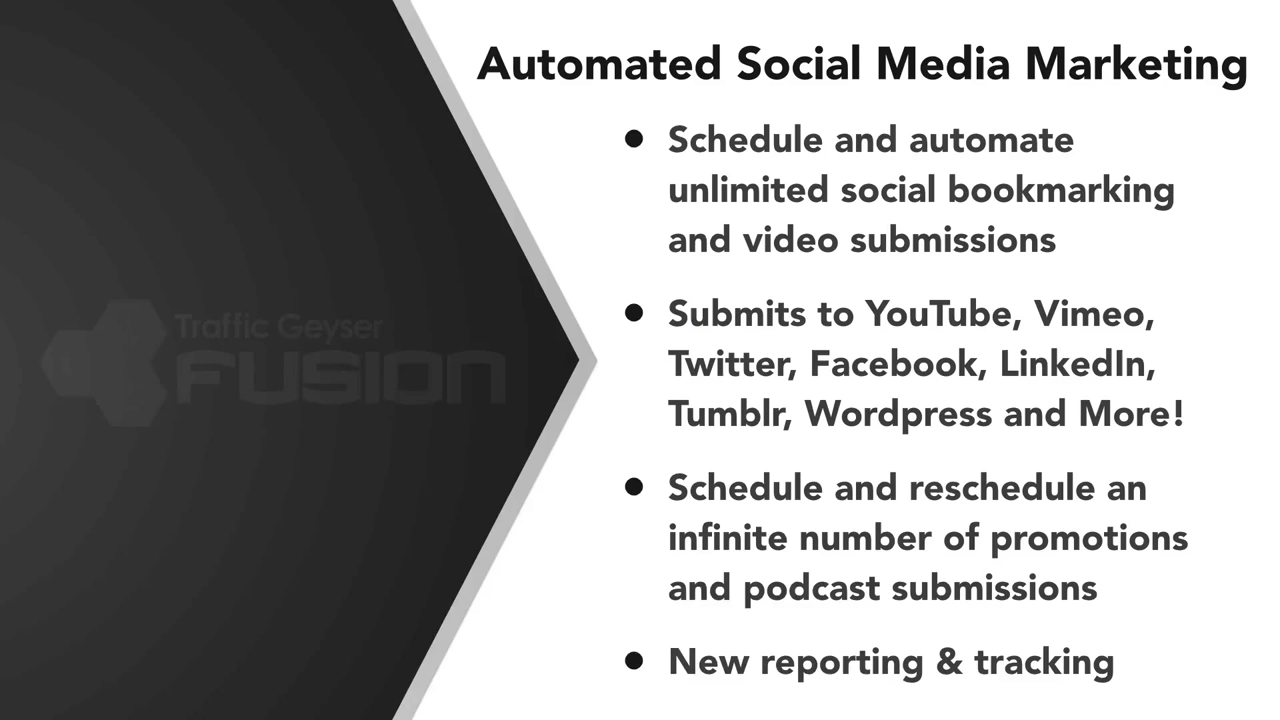 Automated Social Media Marketing
• Schedule and automate
unlimited social bookmarking
and video submissions
• Submits to YouTube, Vimeo,
Twitter, Facebook, LinkedIn,
Tumblr, Wordpress and More!
• Schedule and reschedule an
infinite number of promotions
and podcast submissions
• New reporting & tracking
Traffic Geyser
FUSION